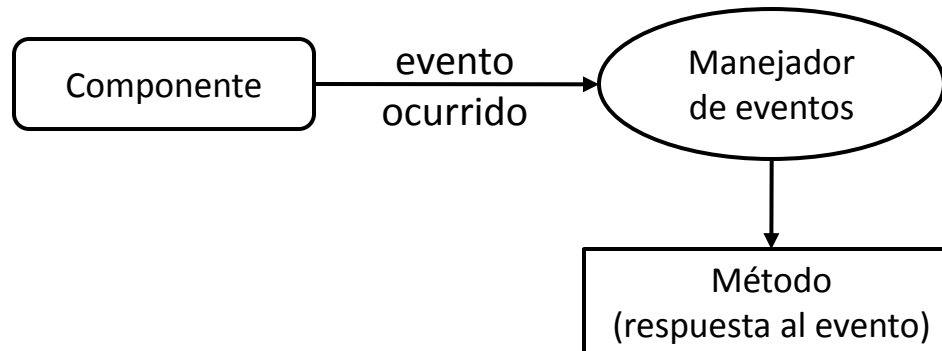 Componente
evento
ocurrido
Manejador
de eventos
Método
(respuesta al evento)